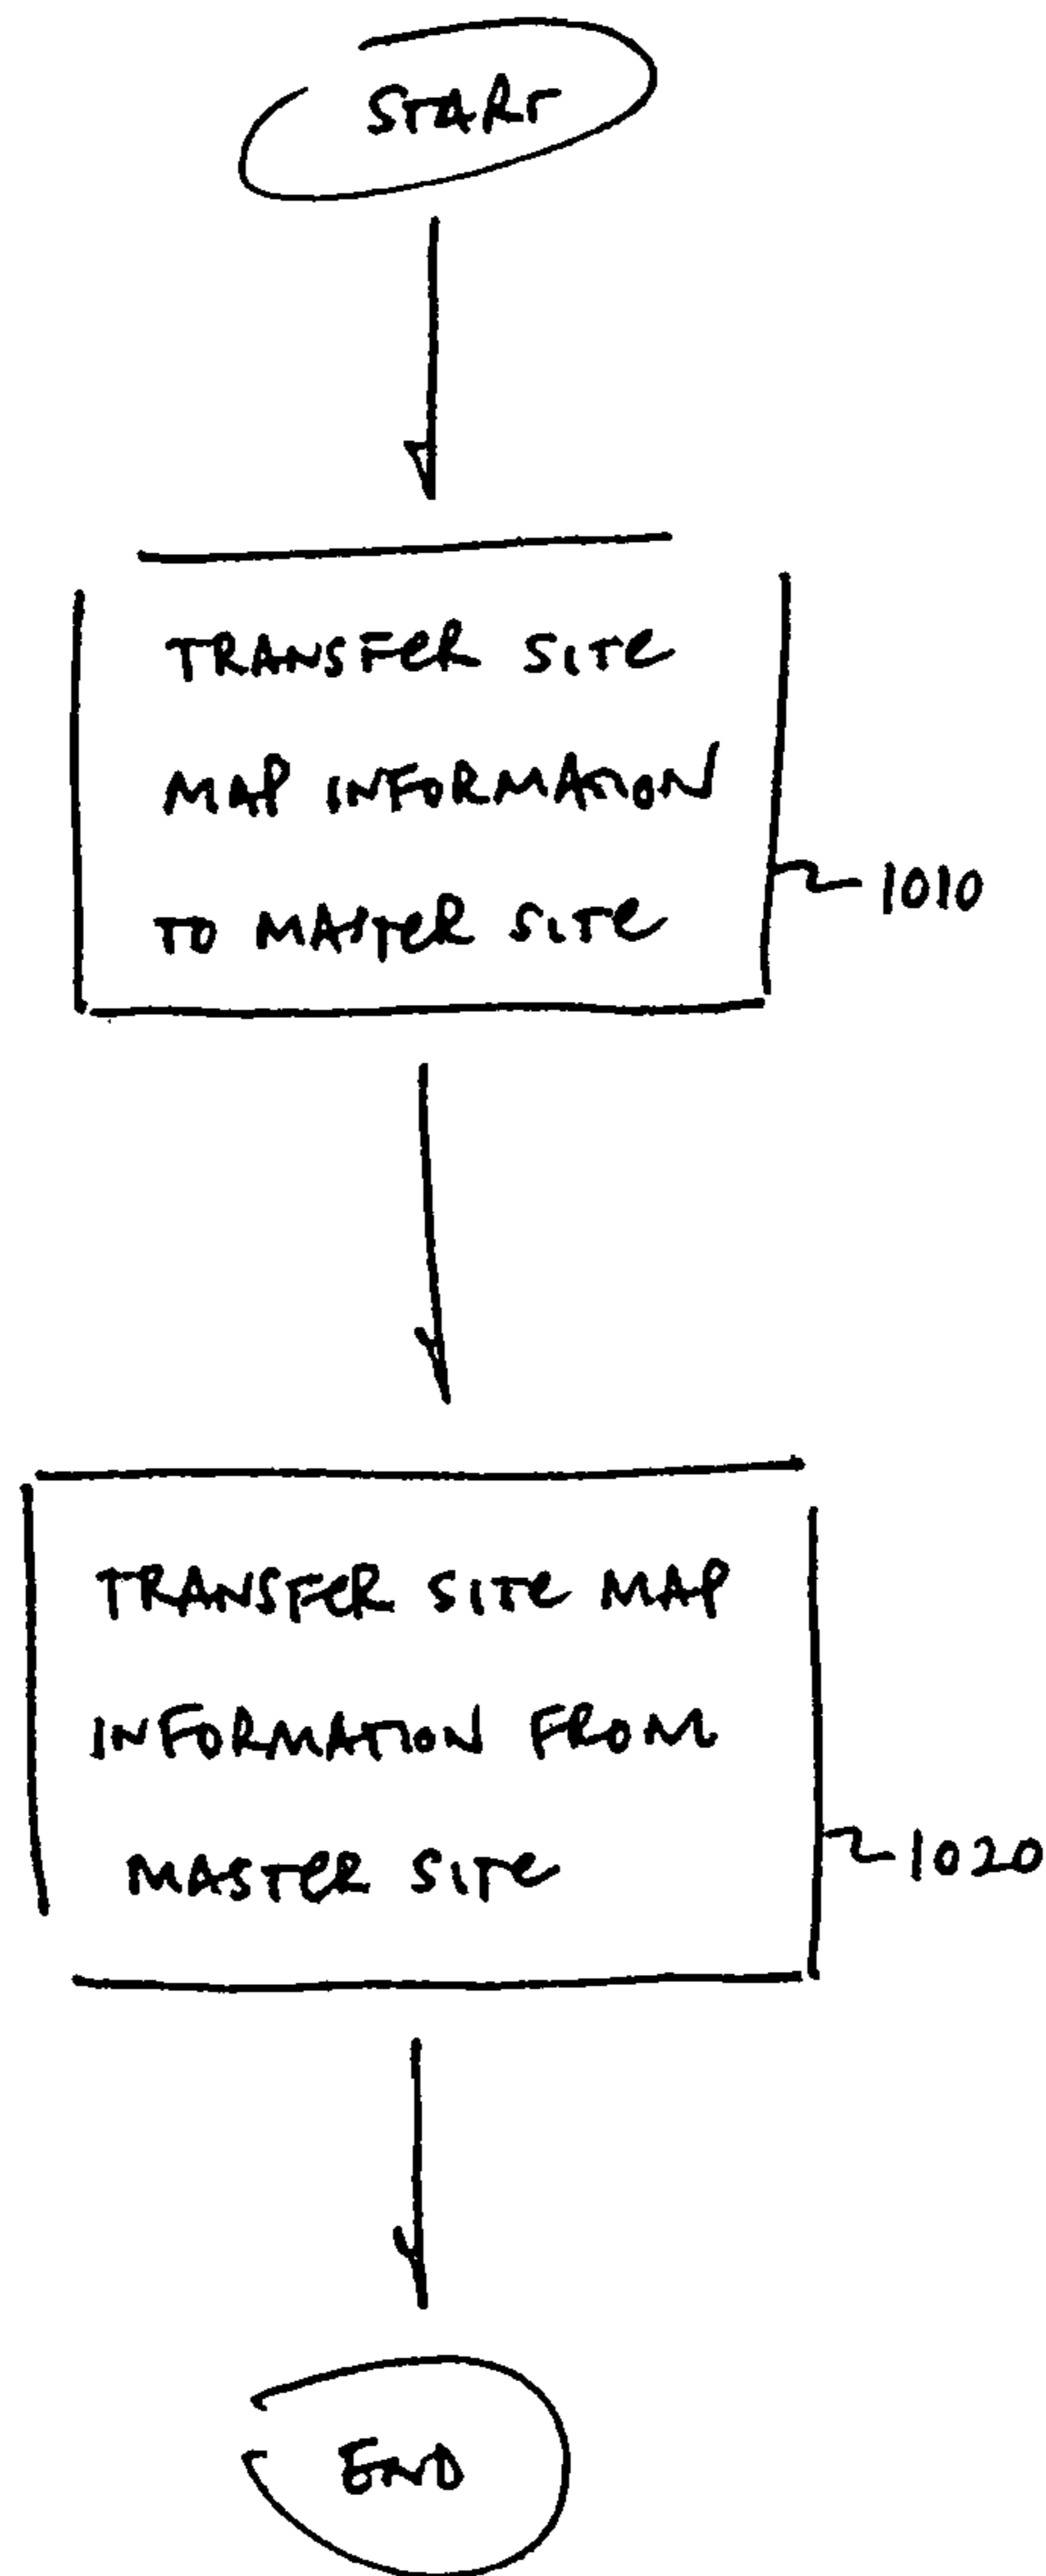 START
TRANSFER SITE
MAP INFORMATION
TO MASTER SITE
1010
TRANSFER SITE MAP
INFORMATION FROM
MASTER SITE
1020
END